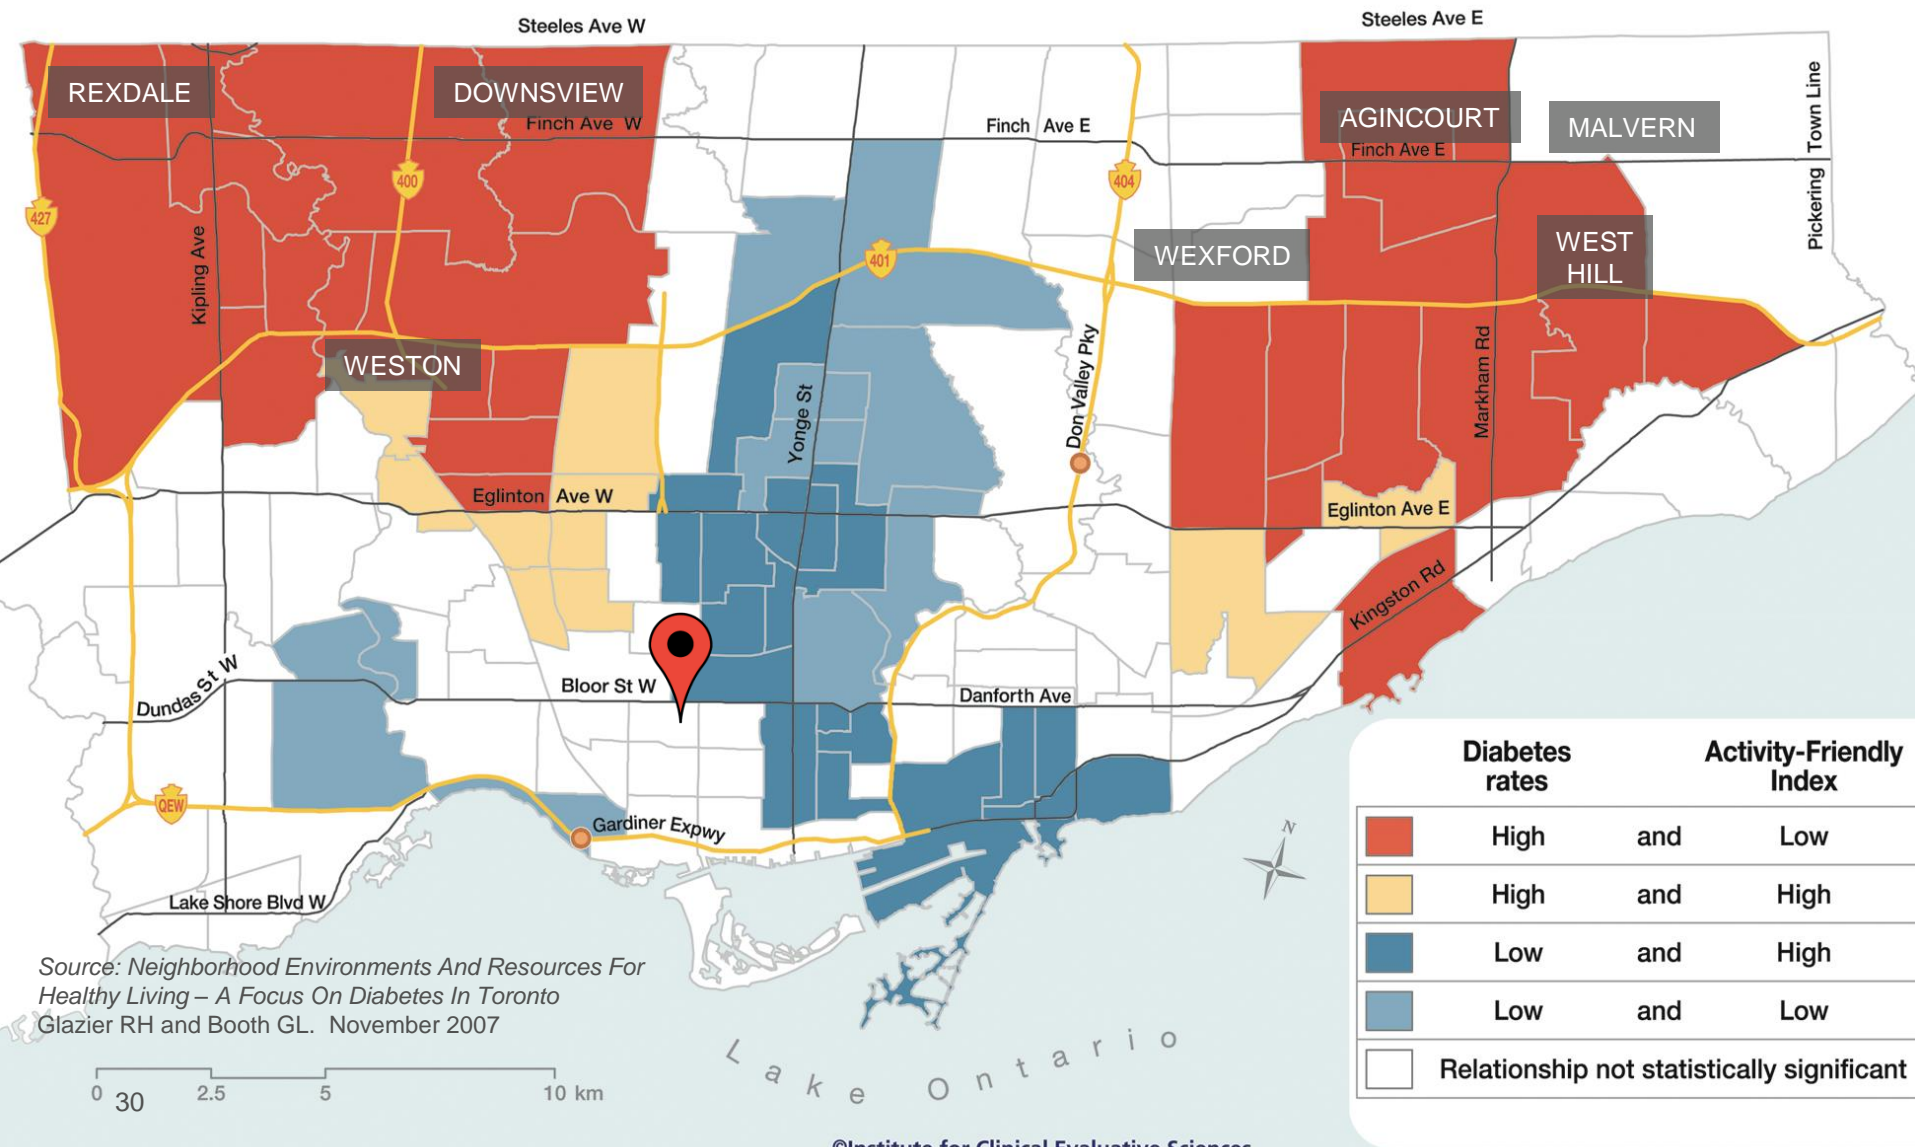 Steeles Ave W
Steeles Ave E
REXDALE
DOWNSVIEW
Finch Ave W
Finch Ave E
AGINCOURT
Finch Ave E
MALVERN
Pickering Town Line
427
400
404
401
Kipling Ave
WEXFORD
WEST
HILL
WESTON
Yonge St
Don Valley Pky
Markham Rd
Eglinton Ave W
Eglinton Ave E
Kingston Rd
Dundas St W
Bloor St W
Danforth Ave
QEW
Gardiner Expwy
Lake Shore Blvd W
N
Diabetes
rates
Activity-Friendly
Index
High and Low
High and High
Low and High
Low and Low
Relationship not statistically significant
Source: Neighborhood Environments And Resources For
Healthy Living – A Focus On Diabetes In Toronto
Glazier RH and Booth GL. November 2007
Lake Ontario
0 2.5 5 10 km
30
©Institute for Clinical Evaluative Sciences